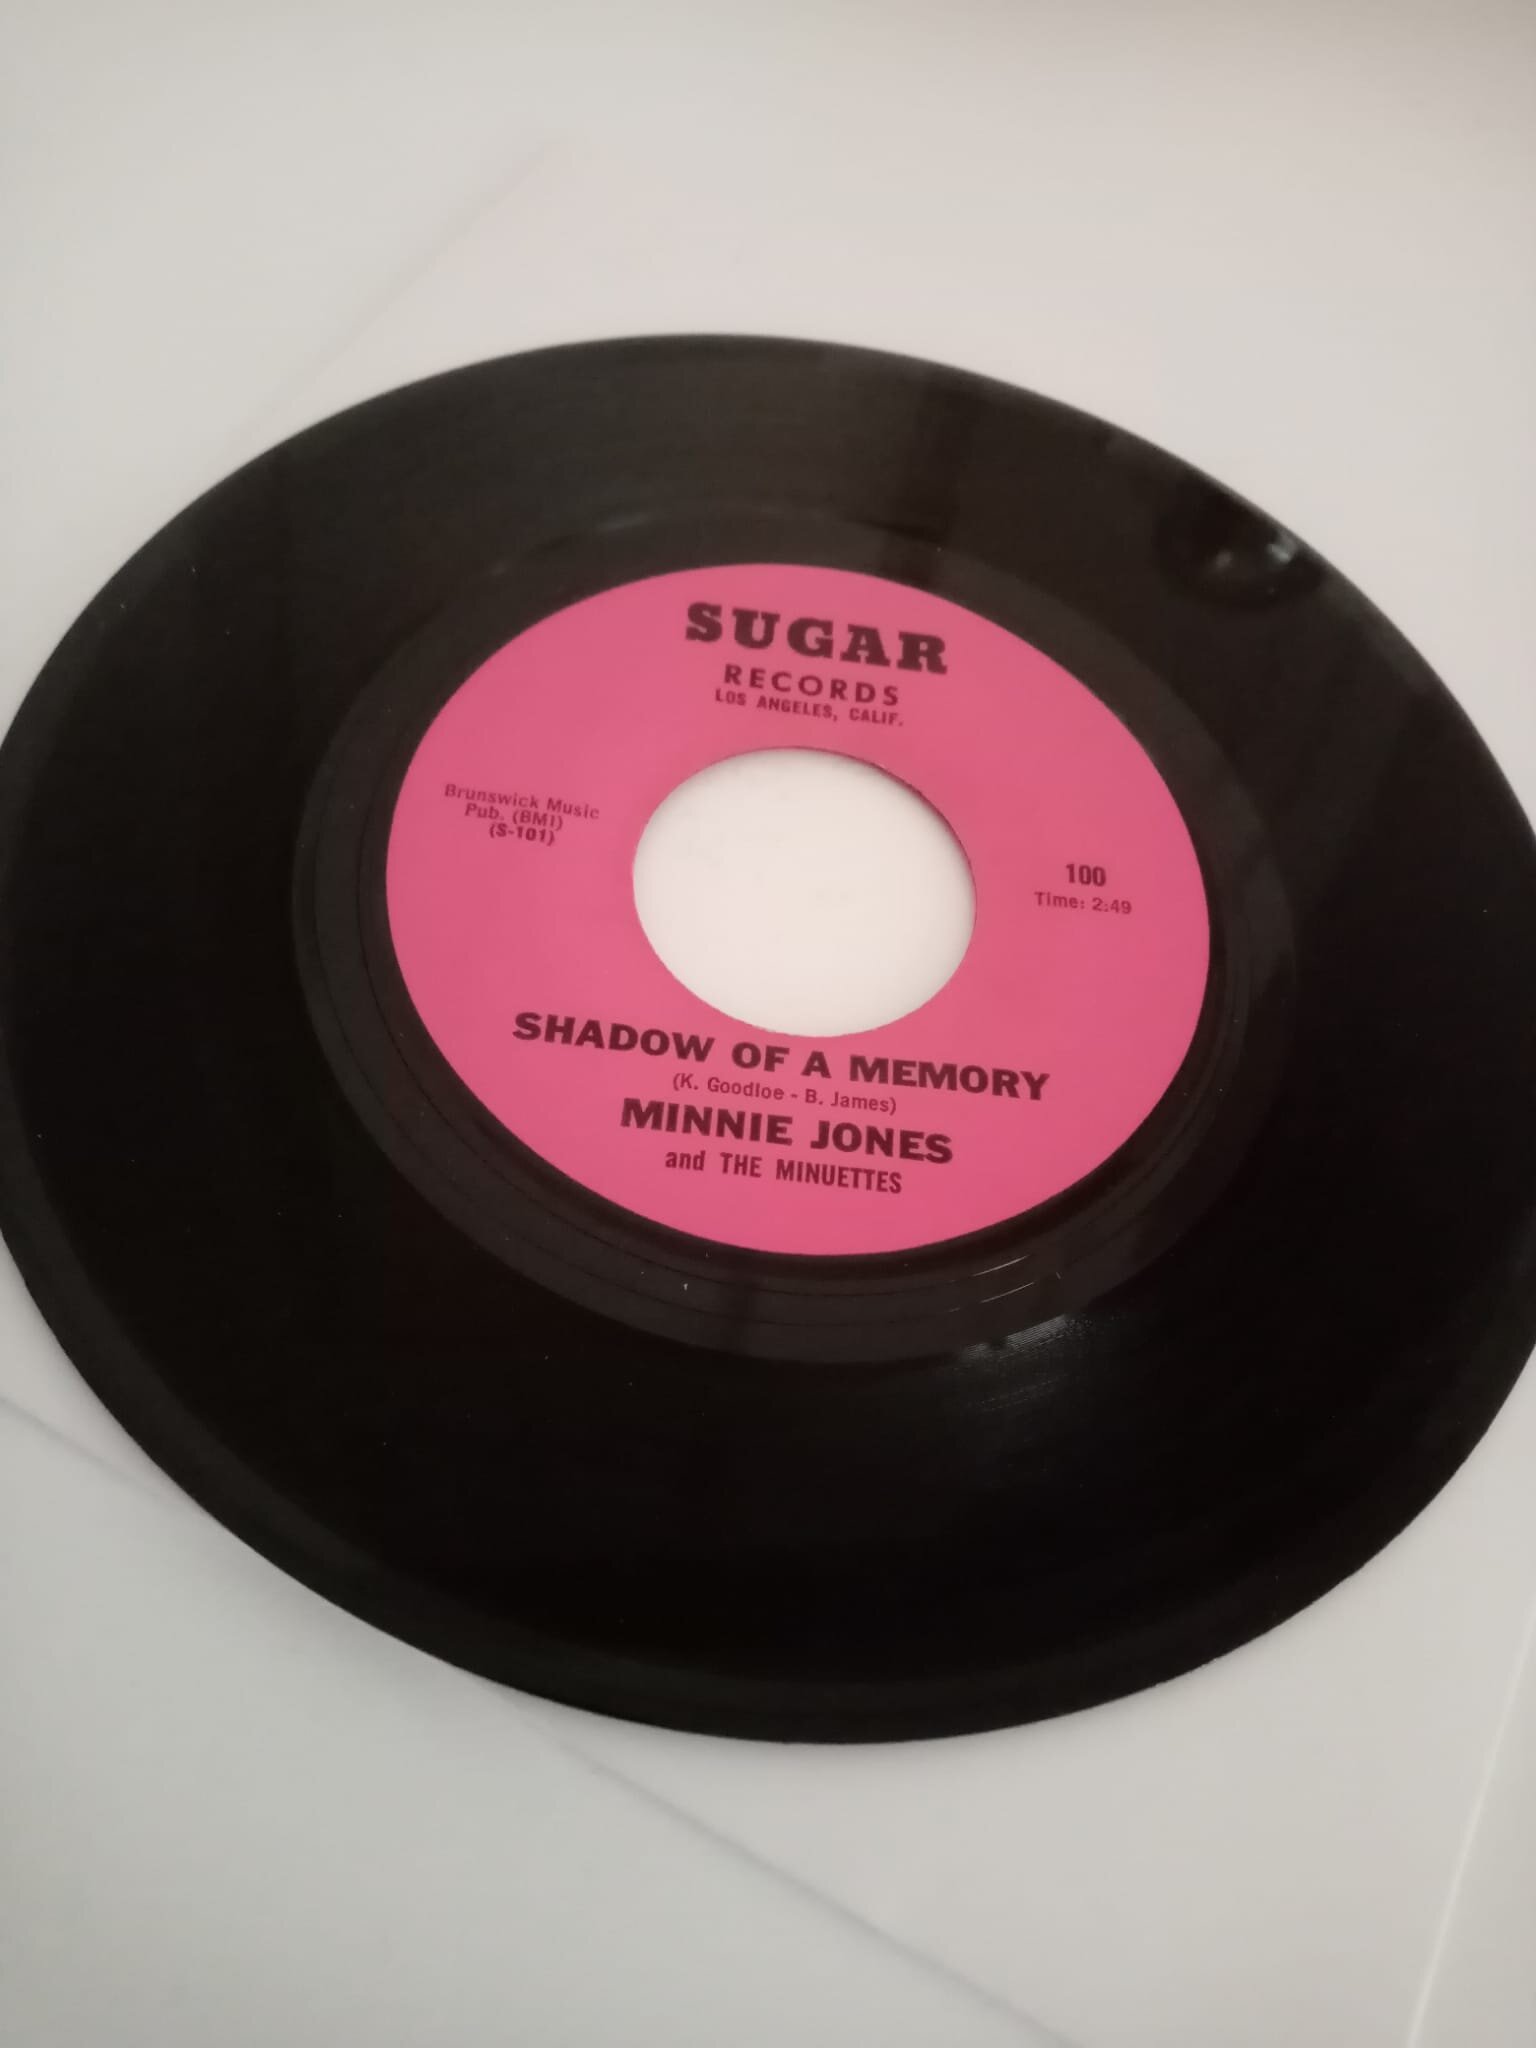 SUGAR
RECORDS
LOS ANGELES, CALIF.
Brunswick Music
Pub. (BMI)
(S-101)
100
Time: 2:49
SHADOW OF A MEMORY
(K. Goodloe - B. James)
MINNIE JONES
and THE MINUETTES